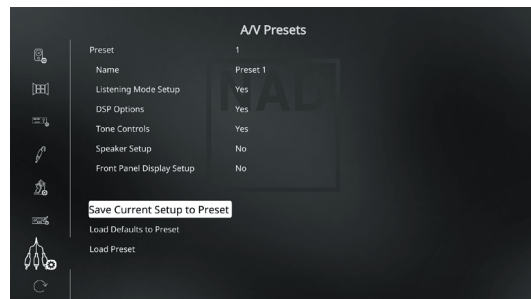 A/V Presets
Preset 1
Name Preset 1
Listening Mode Setup Yes
DSP Options Yes
Tone Controls Yes
Speaker Setup No
Front Panel Display Setup No
Save Current Setup to Preset
Load Defaults to Preset
Load Preset
NAD